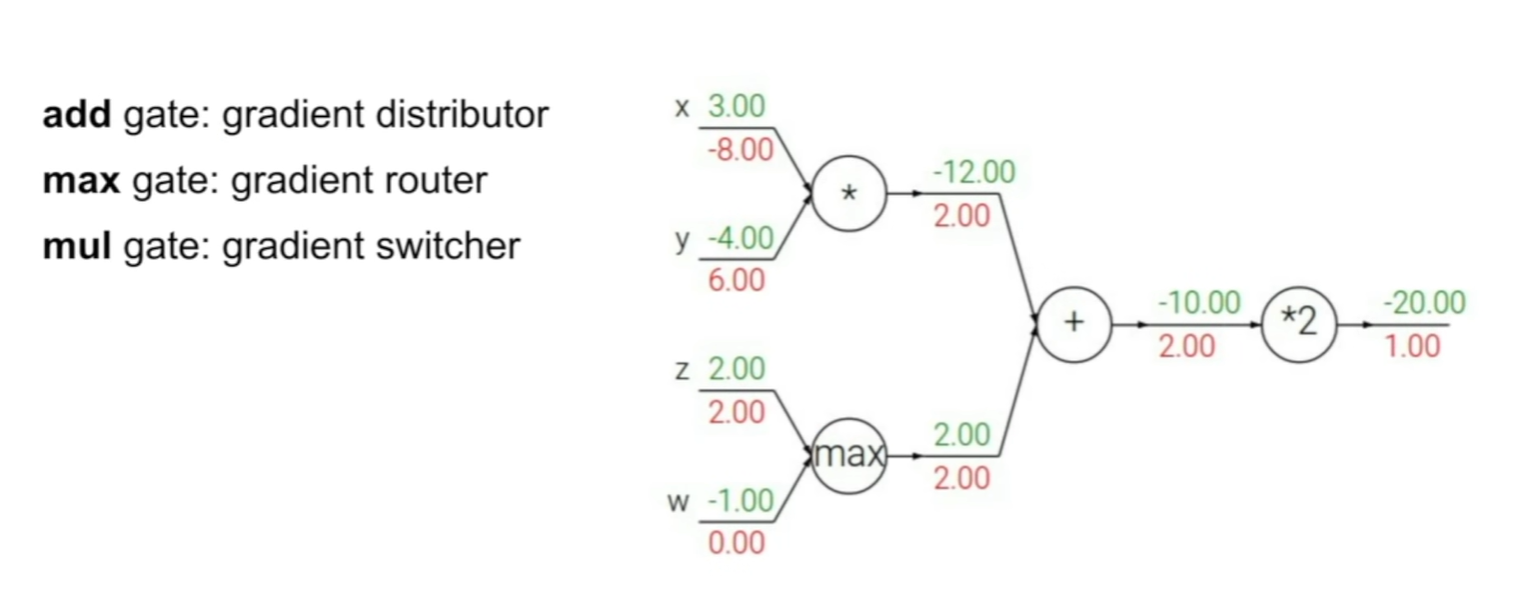 add gate: gradient distributor
max gate: gradient router
mul gate: gradient switcher
x 3.00
-8.00
y -4.00
6.00
*
-12.00
2.00
z 2.00
2.00
w -1.00
0.00
max
2.00
2.00
+
-10.00
2.00
*2
-20.00
1.00